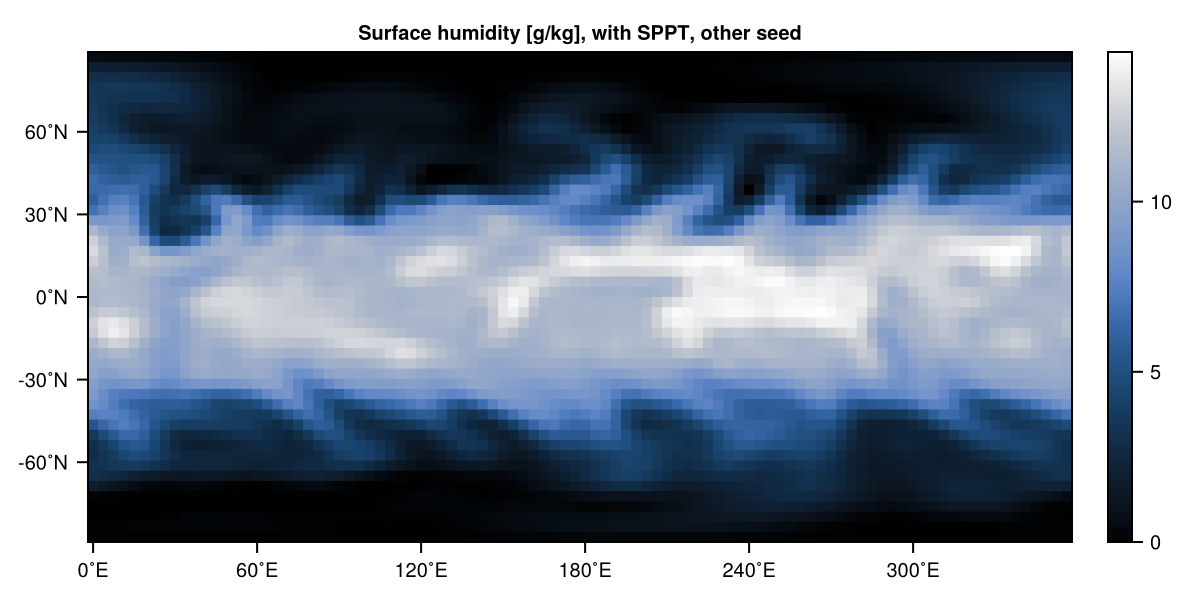 Surface humidity [g/kg], with SPPT, other seed
60˚N
30˚N
0˚N
-30˚N
-60˚N
0˚E
60˚E
120˚E
180˚E
240˚E
300˚E
10
5
0